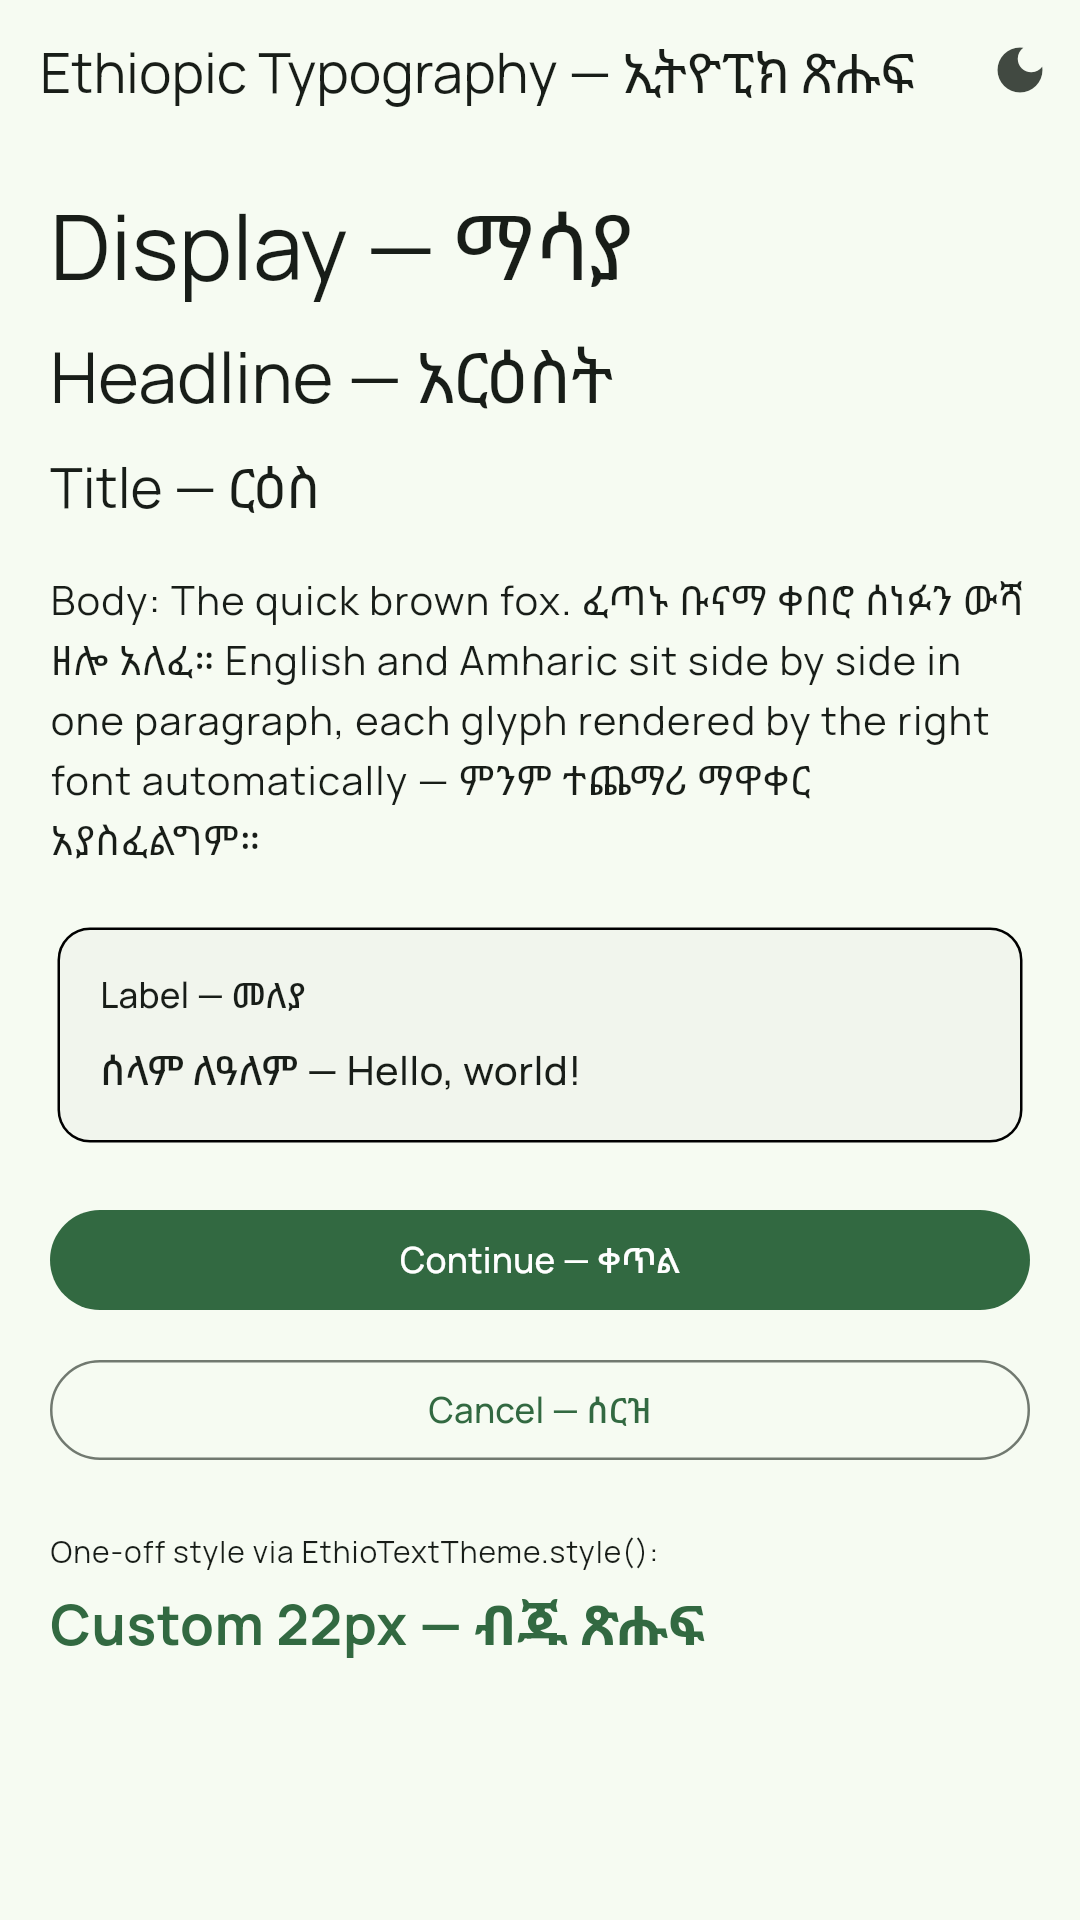 Ethiopic Typography — ኢትዮፒክ ጽሑፍ
Display — ማሳያ
Headline — አርዕስት
Title — ርዕስ
Body: The quick brown fox. ፈጣኑ ቡናማ ቀበሮ ሰነፉን ውሻ
ዘሎ አለፈ። English and Amharic sit side by side in
one paragraph, each glyph rendered by the right
font automatically — ምንም ተጨማሪ ማዋቀር
አያስፈልግም።
Label — መለያ
ሰላም ለዓለም — Hello, world!
Continue — ቀጥል
Cancel — ሰርዝ
One-off style via EthioTextTheme.style():
Custom 22px — ብጁ ጽሑፍ